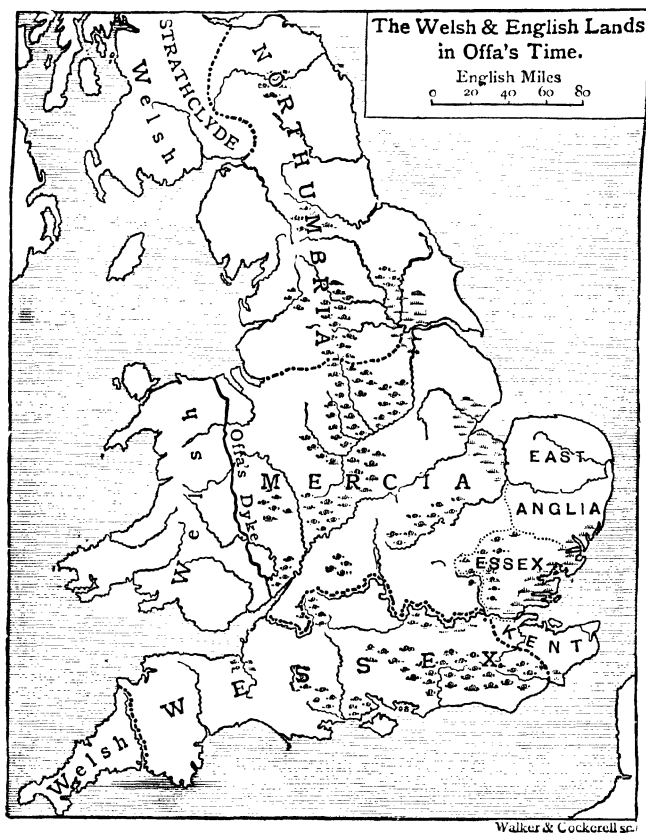 The Welsh & English Lands
in Offa's Time.
English Miles
0 20 40 60 80
STRATHCLYDE
Welsh
NORTHUMBRIA
Welsh
Offa's Dyke
MERCIA
EAST
ANGLIA
ESSEX
KENT
WESSEX
Welsh
Walker & Cockerell sc.